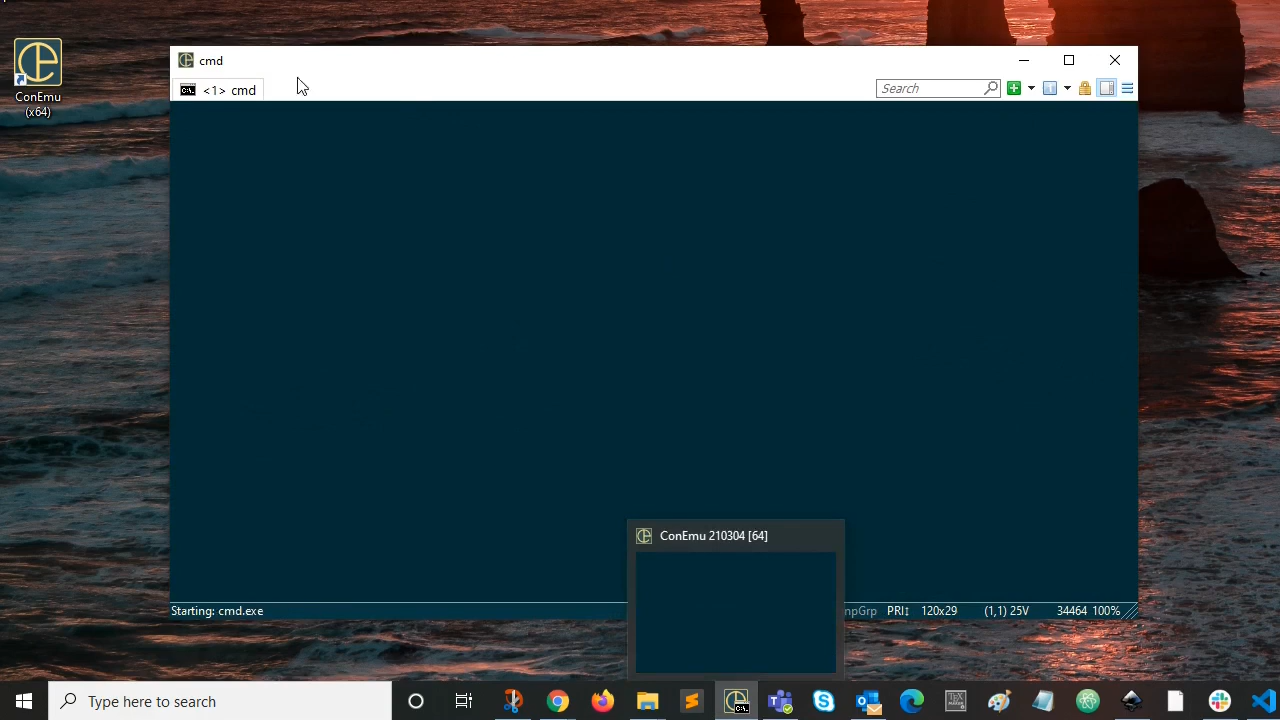 ConEmu
(x64)
cmd
<1> cmd
Search
ConEmu 210304 [64]
Starting: cmd.exe
PRI↕ 120x29 (1,1) 25V 34464 100%
Type here to search